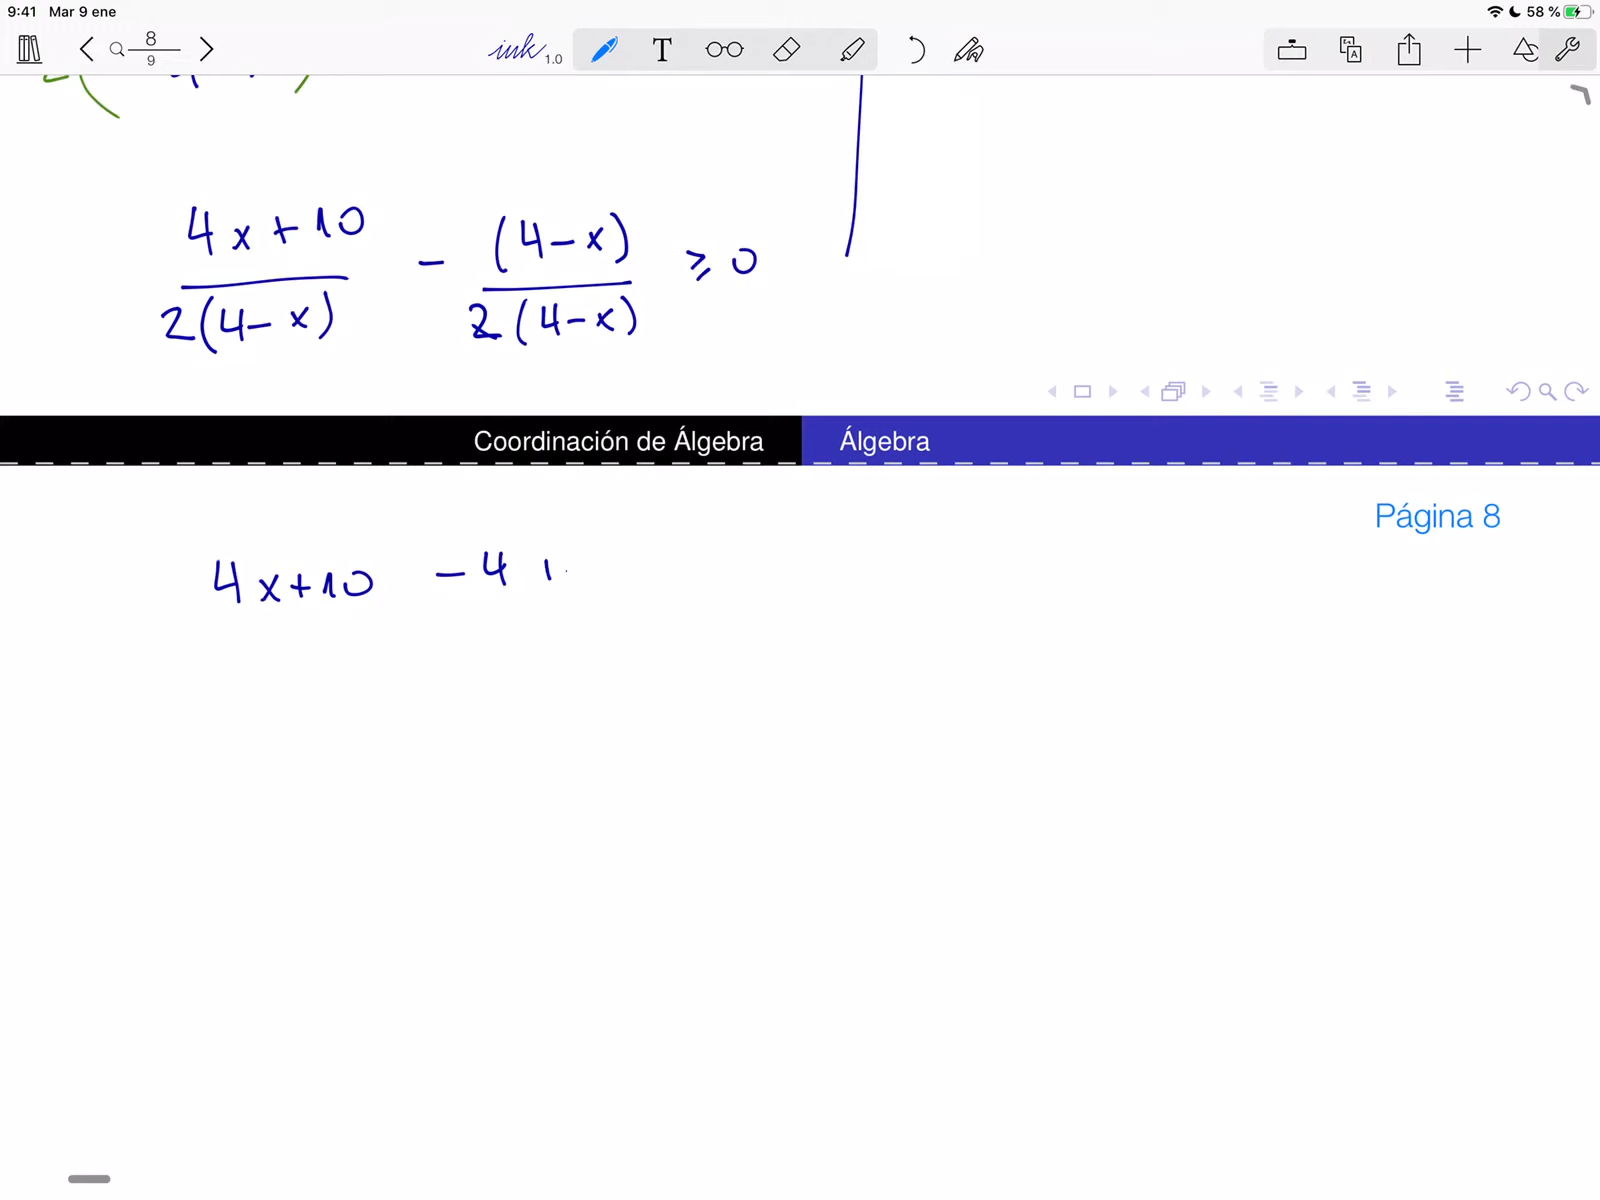 9:41 Mar 9 ene 58 %
8
9
ink 1.0 T
4x+10 - (4-x) ≥ 0
2(4-x) 2(4-x)
Coordinación de Álgebra Álgebra
Página 8
4x+10 -4